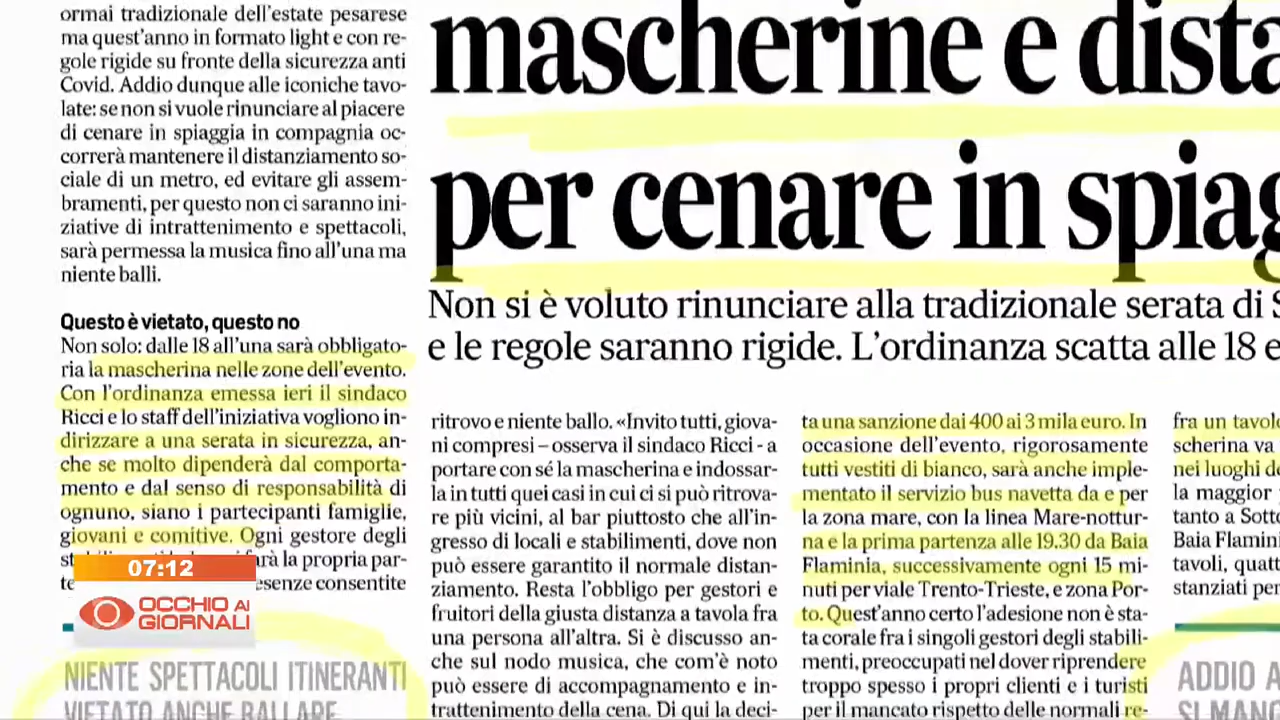 ormai tradizionale dell'estate pesarese
ma quest'anno in formato light e con re-
gole rigide su fronte della sicurezza anti
Covid. Addio dunque alle iconiche tavo-
late: se non si vuole rinunciare al piacere
di cenare in spiaggia in compagnia oc-
correrà mantenere il distanziamento so-
ciale di un metro, ed evitare gli assem-
bramenti, per questo non ci saranno ini-
ziative di intrattenimento e spettacoli,
sarà permessa la musica fino all'una ma
niente balli.
Questo è vietato, questo no
Non solo: dalle 18 all'una sarà obbligato-
ria la mascherina nelle zone dell'evento.
Con l'ordinanza emessa ieri il sindaco
Ricci e lo staff dell'iniziativa vogliono in-
dirizzare a una serata in sicurezza, an-
che se molto dipenderà dal comporta-
mento e dal senso di responsabilità di
ognuno, siano i partecipanti famiglie,
giovani e comitive. Ogni gestore degli
la propria par-
consentite
07:12
OCCHIO AI
GIORNALI
NIENTE SPETTACOLI ITINERANTI
VIETATO ANCHE BALLARE
mascherine e dista
per cenare in spiag
Non si è voluto rinunciare alla tradizionale serata di S
e le regole saranno rigide. L'ordinanza scatta alle 18 e
ritrovo e niente ballo. «Invito tutti, giova-
ni compresi – osserva il sindaco Ricci - a
portare con sé la mascherina e indossar-
la in tutti quei casi in cui ci si può ritrova-
re più vicini, al bar piuttosto che all'in-
gresso di locali e stabilimenti, dove non
può essere garantito il normale distan-
ziamento. Resta l'obbligo per gestori e
fruitori della giusta distanza a tavola fra
una persona all'altra. Si è discusso an-
che sul nodo musica, che com'è noto
può essere di accompagnamento e in-
trattenimento della cena. Di qui la deci-
ta una sanzione dai 400 ai 3 mila euro. In
occasione dell'evento, rigorosamente
tutti vestiti di bianco, sarà anche imple-
mentato il servizio bus navetta da e per
la zona mare, con la linea Mare-nottur-
na e la prima partenza alle 19.30 da Baia
Flaminia, successivamente ogni 15 mi-
nuti per viale Trento-Trieste, e zona Por-
to. Quest'anno certo l'adesione non è sta-
ta corale fra i singoli gestori degli stabili-
menti, preoccupati nel dover riprendere
troppo spesso i propri clienti e i turisti
per il mancato rispetto delle normali re-
fra un tavolo
scherina va
nei luoghi d
la maggior
tanto a Sott
Baia Flamini
tavoli, quatt
stanziati per
ADDIO A
SI MANG